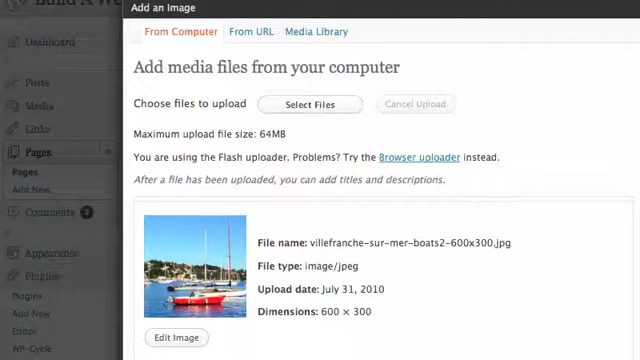 Build A We
Add an Image
From Computer From URL Media Library
Dashboard
Add media files from your computer
Posts
Choose files to upload Select Files Cancel Upload
Media
Links
Maximum upload file size: 64MB
Pages
You are using the Flash uploader. Problems? Try the Browser uploader instead.
Pages
After a file has been uploaded, you can add titles and descriptions.
Add New
Comments 2
File name: villefranche-sur-mer-boats2-600x300.jpg
Appearance
File type: image/jpeg
Plugins
Upload date: July 31, 2010
Plugins
Add New
Dimensions: 600 × 300
Editor
Edit Image
WP-Cycle